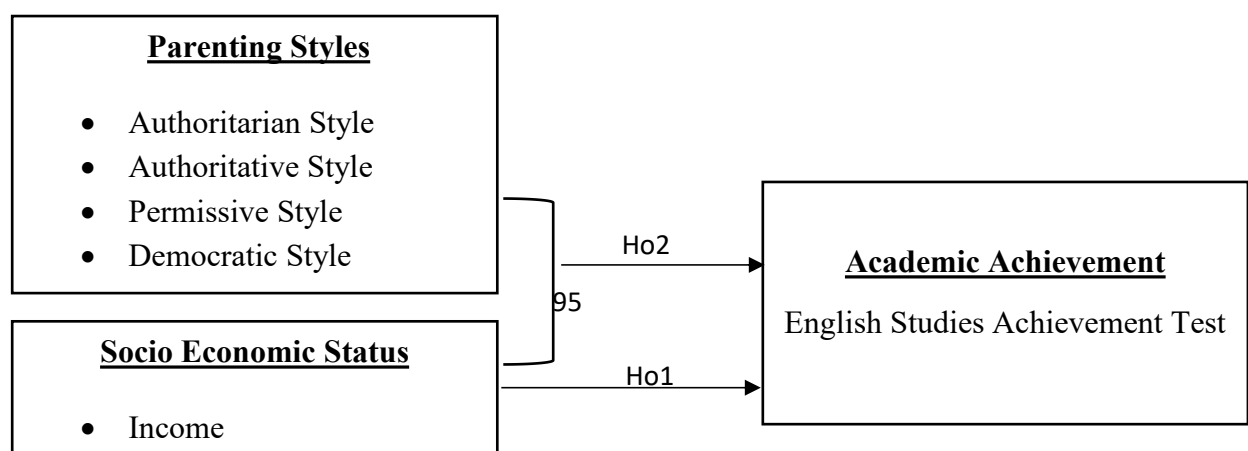 Parenting Styles
• Authoritarian Style
• Authoritative Style
• Permissive Style
• Democratic Style
Ho2
95
Academic Achievement
English Studies Achievement Test
Socio Economic Status
Ho1
• Income